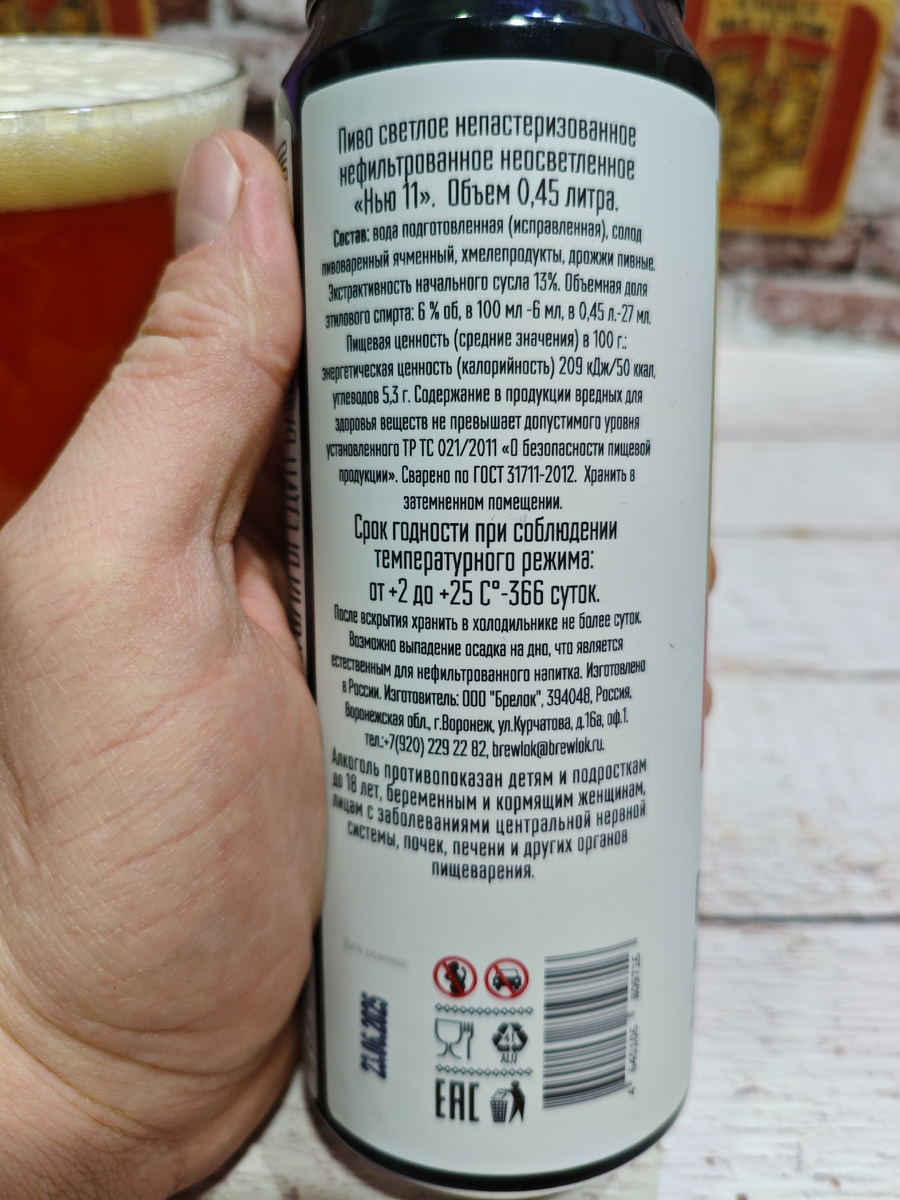 Пиво светлое непастеризованное
нефильтрованное неосветленное
«Нью 11». Объем 0,45 литра.
Состав: вода подготовленная (исправленная), солод
пивоваренный ячменный, хмелепродукты, дрожжи пивные.
Экстрактивность начального сусла 13%. Объемная доля
этилового спирта: 6 % об, в 100 мл -6 мл, в 0,45 л.-27 мл.
Пищевая ценность (средние значения) в 100 г.:
энергетическая ценность (калорийность) 209 кДж/50 ккал,
углеводов 5,3 г. Содержание в продукции вредных для
здоровья веществ не превышает допустимого уровня
установленного ТР ТС 021/2011 «О безопасности пищевой
продукции». Сварено по ГОСТ 31711-2012. Хранить в
затемненном помещении.
Срок годности при соблюдении
температурного режима:
от +2 до +25 С°-366 суток.
После вскрытия хранить в холодильнике не более суток.
Возможно выпадение осадка на дно, что является
естественным для нефильтрованного напитка. Изготовлено
в России. Изготовитель: ООО "Брелок", 394048, Россия,
Воронежская обл., г.Воронеж, ул.Курчатова, д.16а, оф.1.
тел.:+7(920) 229 22 82, brewlok@brewlok.ru.
Алкоголь противопоказан детям и подросткам
до 18 лет, беременным и кормящим женщинам,
лицам с заболеваниями центральной нервной
системы, почек, печени и других органов
пищеварения.
Дата розлива:
23.06.2025
41
ALU
EAC